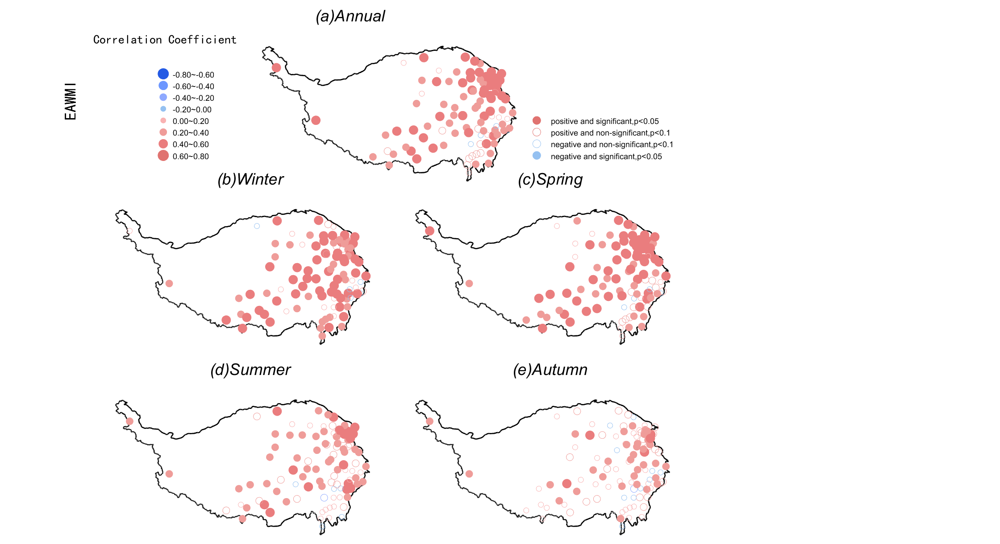 (a)Annual
Correlation Coefficient
EAWMI
-0.80~-0.60
-0.60~-0.40
-0.40~-0.20
-0.20~0.00
0.00~0.20
0.20~0.40
0.40~0.60
0.60~0.80
positive and significant,p<0.05
positive and non-significant,p<0.1
negative and non-significant,p<0.1
negative and significant,p<0.05
(b)Winter
(c)Spring
(d)Summer
(e)Autumn